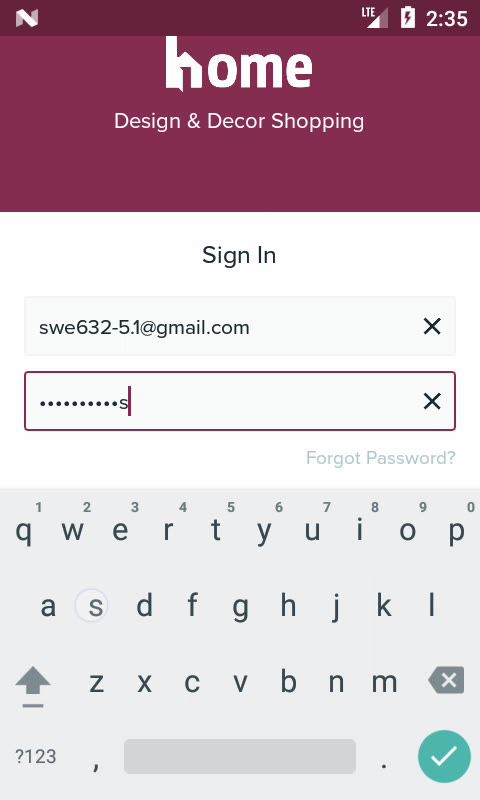 LTE 2:35
home
Design & Decor Shopping
Sign In
swe632-5.1@gmail.com
••••••••••s
Forgot Password?
1 2 3 4 5 6 7 8 9 0
q w e r t y u i o p
a s d f g h j k l
z x c v b n m
?123 , .